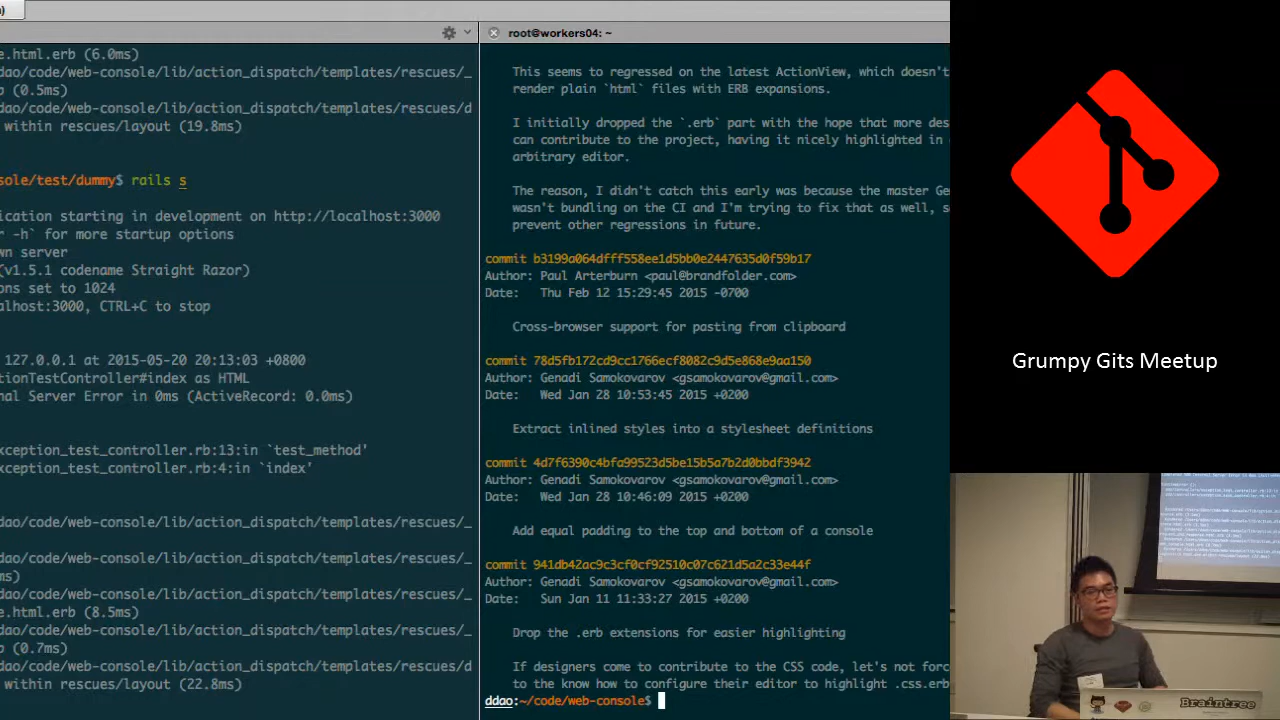 )
e.html.erb (6.0ms)
dao/code/web-console/lib/action_dispatch/templates/rescues/_
p (0.5ms)
dao/code/web-console/lib/action_dispatch/templates/rescues/d
 within rescues/layout (19.8ms)
sole/test/dummy$ rails s
ication starting in development on http://localhost:3000
r -h` for more startup options
wn server
(v1.5.1 codename Straight Razor)
ons set to 1024
calhost:3000, CTRL+C to stop
127.0.0.1 at 2015-05-20 20:13:03 +0800
tionTestController#index as HTML
nal Server Error in 0ms (ActiveRecord: 0.0ms)
xception_test_controller.rb:13:in `test_method'
xception_test_controller.rb:4:in `index'
dao/code/web-console/lib/action_dispatch/templates/rescues/_
dao/code/web-console/lib/action_dispatch/templates/rescues/_
ms)
dao/code/web-console/lib/action_dispatch/templates/rescues/_
e.html.erb (8.5ms)
dao/code/web-console/lib/action_dispatch/templates/rescues/_
p (0.7ms)
dao/code/web-console/lib/action_dispatch/templates/rescues/d
 within rescues/layout (22.8ms)
root@workers04: ~
This seems to regressed on the latest ActionView, which doesn't
render plain `html` files with ERB expansions.
I initially dropped the `.erb` part with the hope that more des
can contribute to the project, having it nicely highlighted in
arbitrary editor.
The reason, I didn't catch this early was because the master Ge
wasn't bundling on the CI and I'm trying to fix that as well, s
prevent other regressions in future.
commit b3199a064dfff558ee1d5bb0e2447635d0f59b17
Author: Paul Arterburn <paul@brandfolder.com>
Date:   Thu Feb 12 15:29:45 2015 -0700
Cross-browser support for pasting from clipboard
commit 78d5fb172cd9cc1766ecf8082c9d5e868e9aa150
Author: Genadi Samokovarov <gsamokovarov@gmail.com>
Date:   Wed Jan 28 10:53:45 2015 +0200
Extract inlined styles into a stylesheet definitions
commit 4d7f6390c4bfa99523d5be15b5a7b2d0bbdf3942
Author: Genadi Samokovarov <gsamokovarov@gmail.com>
Date:   Wed Jan 28 10:46:09 2015 +0200
Add equal padding to the top and bottom of a console
commit 941db42ac9c3cf0cf92510c07c621d5a2c33e44f
Author: Genadi Samokovarov <gsamokovarov@gmail.com>
Date:   Sun Jan 11 11:33:27 2015 +0200
Drop the .erb extensions for easier highlighting
If designers come to contribute to the CSS code, let's not forc
to the know how to configure their editor to highlight .css.erb
ddao:~/code/web-console$
Grumpy Gits Meetup
Braintree